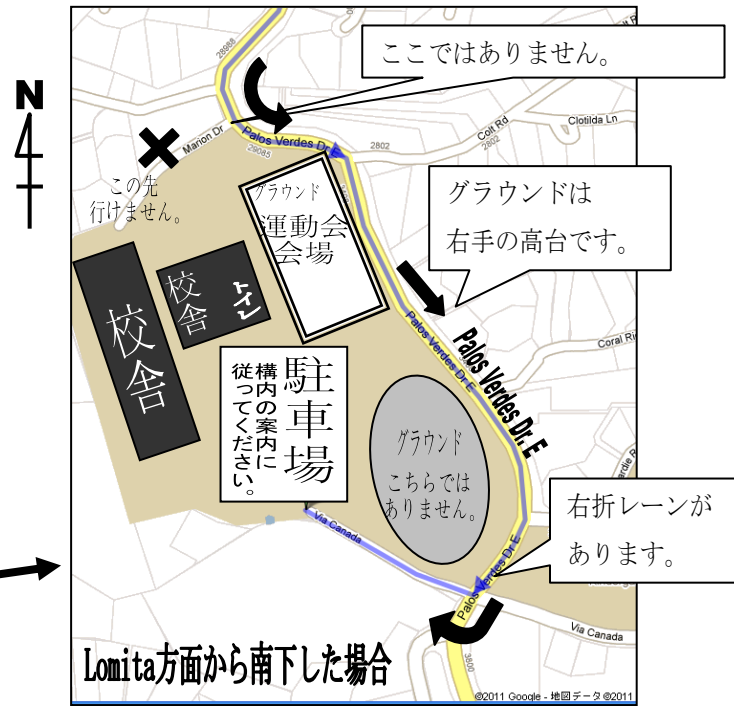 28988
ここではありません。
N
Marion Dr
Palos Verdes Dr E
29085
2802
Colt Rd
2802
Clotilda Ln
この先
行けません。
グラウンド
運動会
会場
グラウンドは
右手の高台です。
校舎
校舎
トイレ
駐車場
構内の案内に
従ってください。
Palos Verdes Dr E
Palos Verdes Dr. E
Coral Ri
グラウンド
こちらでは
ありません。
右折レーンが
あります。
Via Canada
Palos Verdes Dr E
Via Canada
3800
Lomita方面から南下した場合
©2011 Google - 地図データ ©2011